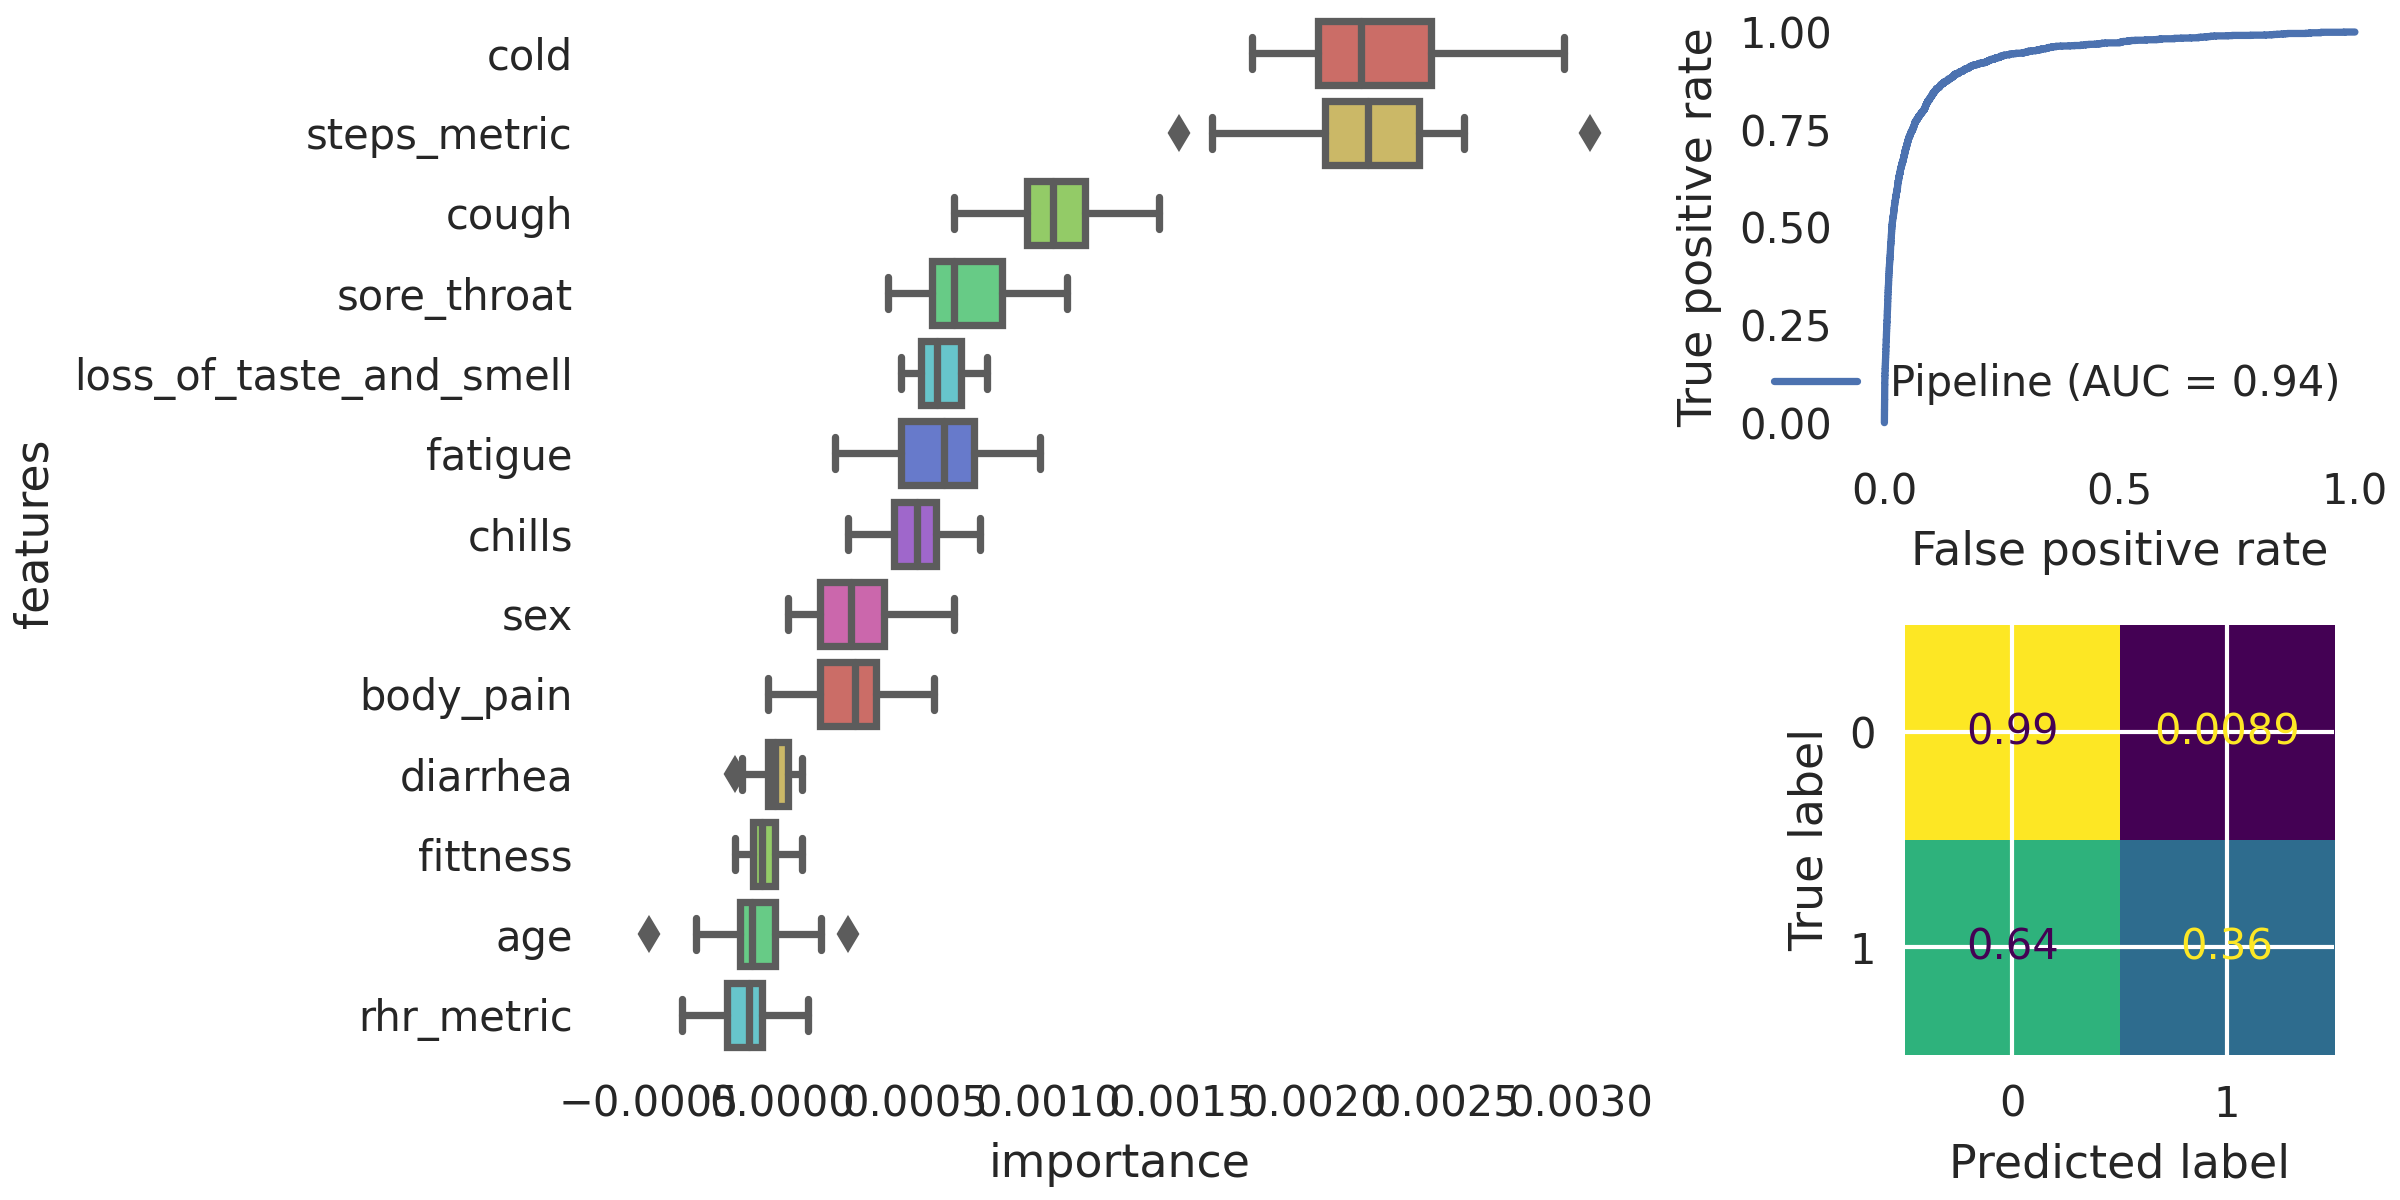 features
cold
steps_metric
cough
sore_throat
loss_of_taste_and_smell
fatigue
chills
sex
body_pain
diarrhea
fittness
age
rhr_metric
−0.0005 0.0000 0.0005 0.0010 0.0015 0.0020 0.0025 0.0030
importance
True positive rate
1.00
0.75
0.50
0.25
0.00
Pipeline (AUC = 0.94)
0.0 0.5 1.0
False positive rate
True label
0
1
0.99 0.0089
0.64 0.36
0 1
Predicted label